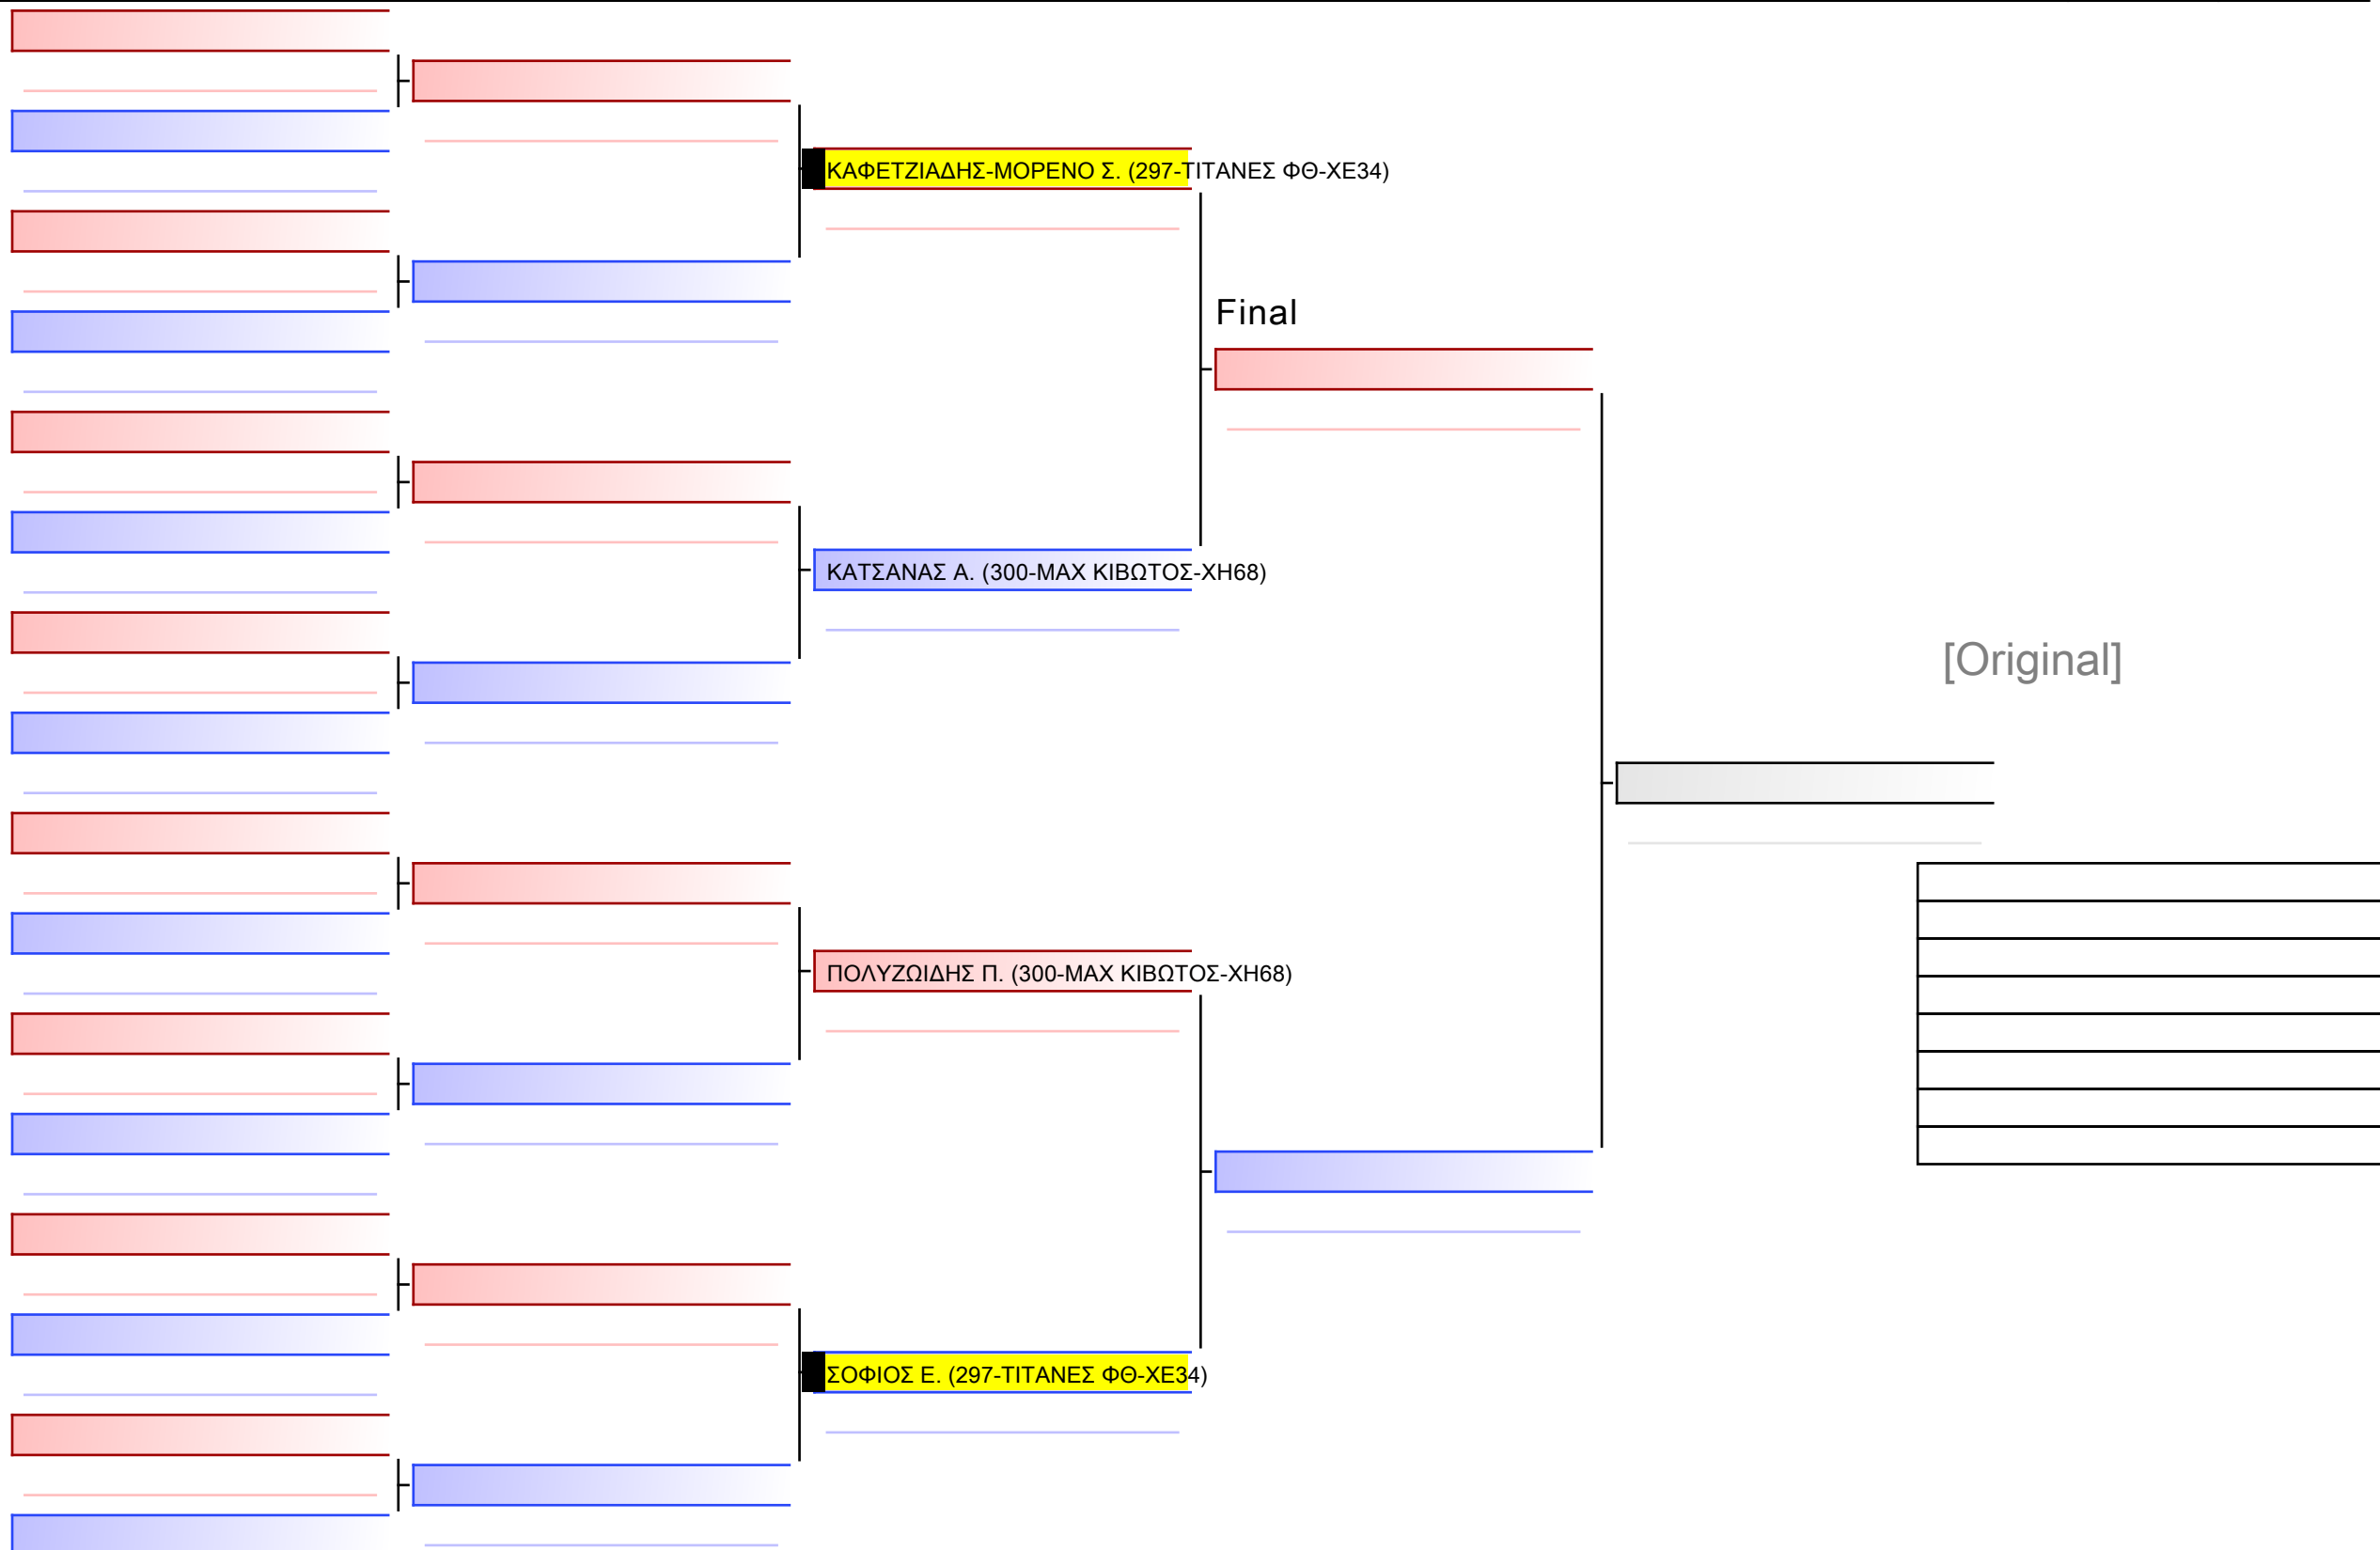 ΚΑΦΕΤΖΙΑΔΗΣ-ΜΟΡΕΝΟ Σ. (297-ΤΙΤΑΝΕΣ ΦΘ-ΧΕ34)
Final
ΚΑΤΣΑΝΑΣ Α. (300-ΜΑΧ ΚΙΒΩΤΟΣ-ΧΗ68)
[Original]
ΠΟΛΥΖΩΙΔΗΣ Π. (300-ΜΑΧ ΚΙΒΩΤΟΣ-ΧΗ68)
ΣΟΦΙΟΣ Ε. (297-ΤΙΤΑΝΕΣ ΦΘ-ΧΕ34)